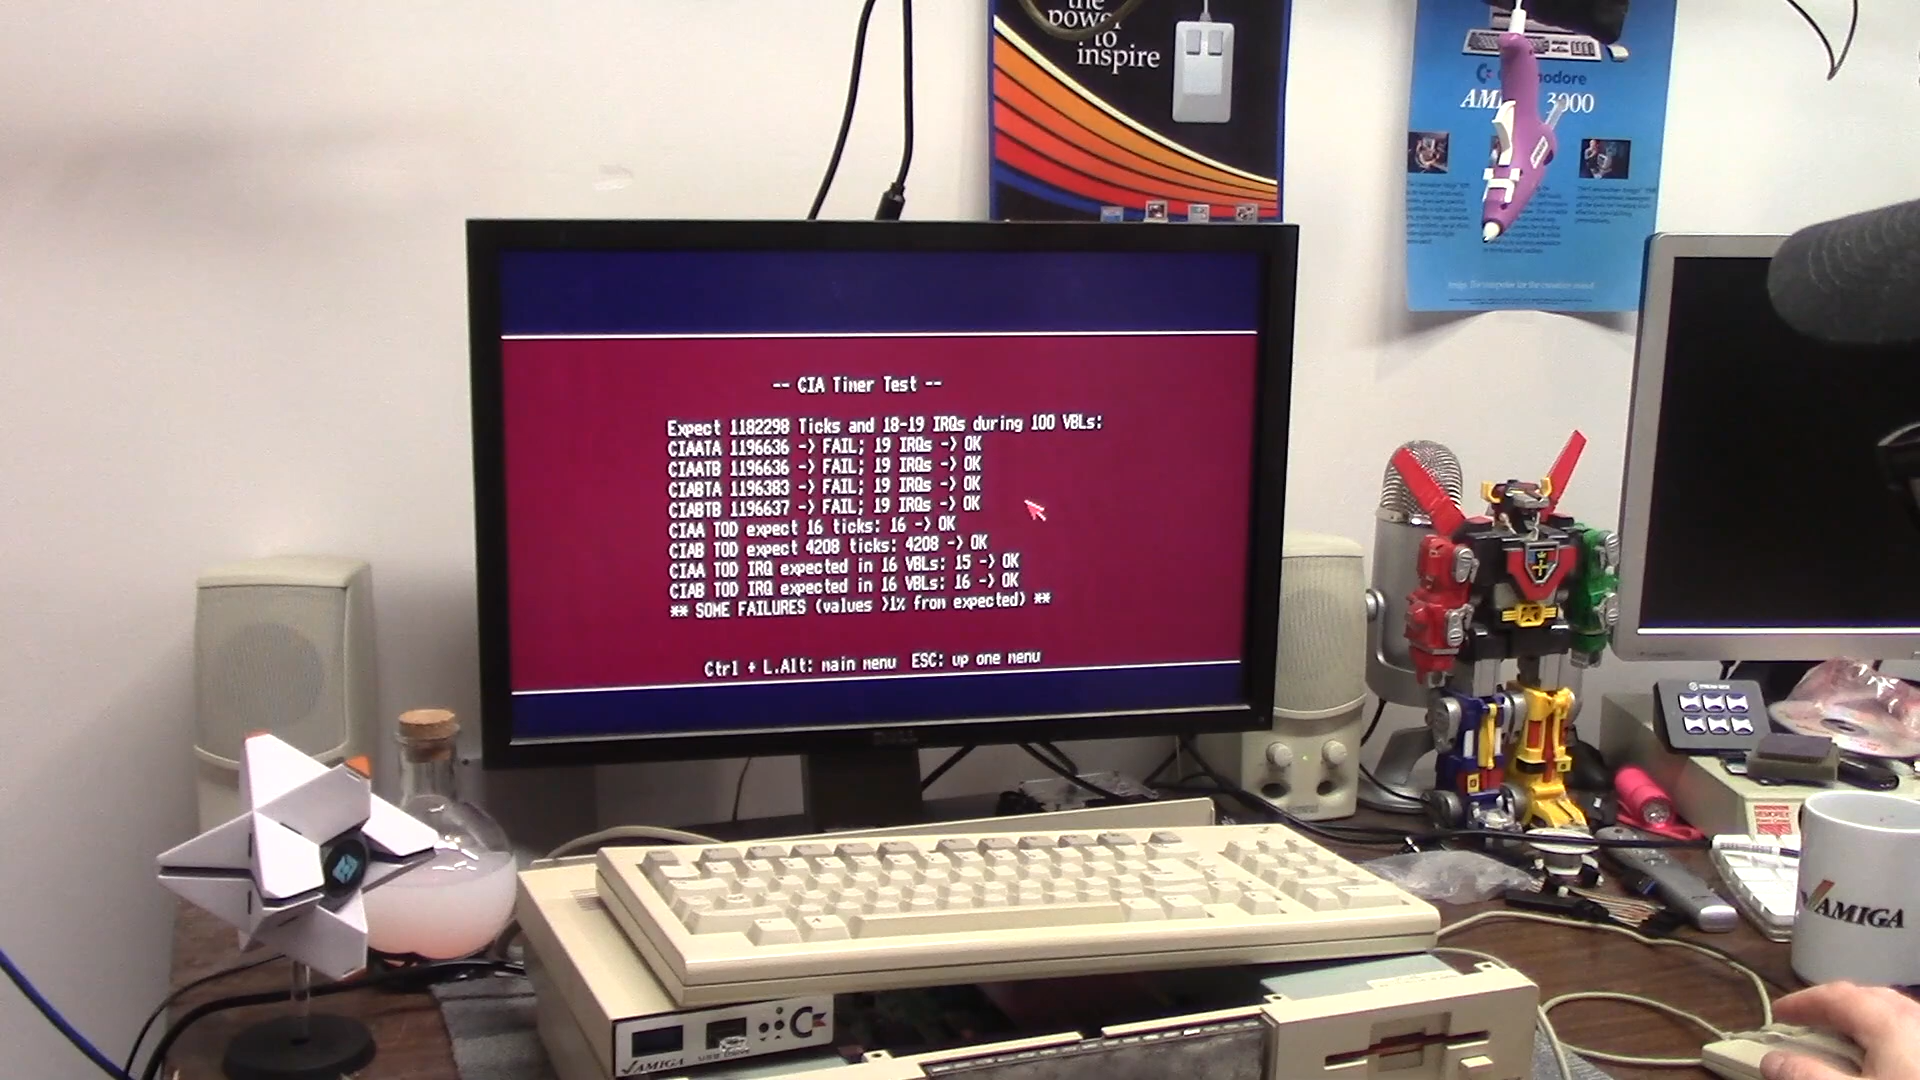 the
power
to
inspire
Commodore
AMIGA 3000
-- CIA Timer Test --
Expect 1182298 Ticks and 18-19 IRQs during 100 VBLs:
CIAATA 1196636 -> FAIL; 19 IRQs -> OK
CIAATB 1196636 -> FAIL; 19 IRQs -> OK
CIABTA 1196383 -> FAIL; 19 IRQs -> OK
CIABTB 1196637 -> FAIL; 19 IRQs -> OK
CIAA TOD expect 16 ticks: 16 -> OK
CIAB TOD expect 4208 ticks: 4208 -> OK
CIAA TOD IRQ expected in 16 VBLs: 15 -> OK
CIAB TOD IRQ expected in 16 VBLs: 16 -> OK
** SOME FAILURES (values >1% from expected) **
Ctrl + L.Alt: main menu  ESC: up one menu
DELL
MEMOREX
AMIGA
AMIGA